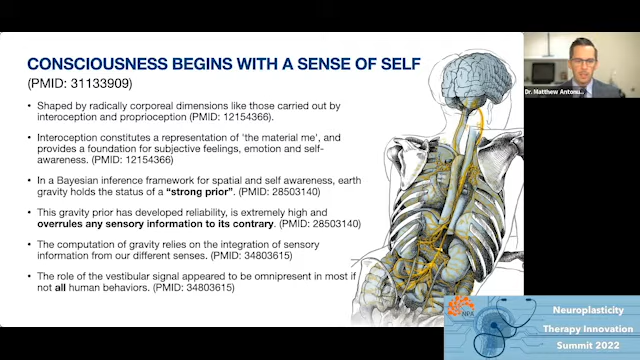 CONSCIOUSNESS BEGINS WITH A SENSE OF SELF
(PMID: 31133909)
• Shaped by radically corporeal dimensions like those carried out by
interoception and proprioception (PMID: 12154366).
• Interoception constitutes a representation of 'the material me', and
provides a foundation for subjective feelings, emotion and self-
awareness. (PMID: 12154366)
• In a Bayesian inference framework for spatial and self awareness, earth
gravity holds the status of a “strong prior”. (PMID: 28503140)
• This gravity prior has developed reliability, is extremely high and
overrules any sensory information to its contrary. (PMID: 28503140)
• The computation of gravity relies on the integration of sensory
information from our different senses. (PMID: 34803615)
• The role of the vestibular signal appeared to be omnipresent in most if
not all human behaviors. (PMID: 34803615)
Dr. Matthew Antonu...
NPA
Neuroplasticity
Therapy Innovation
Summit 2022